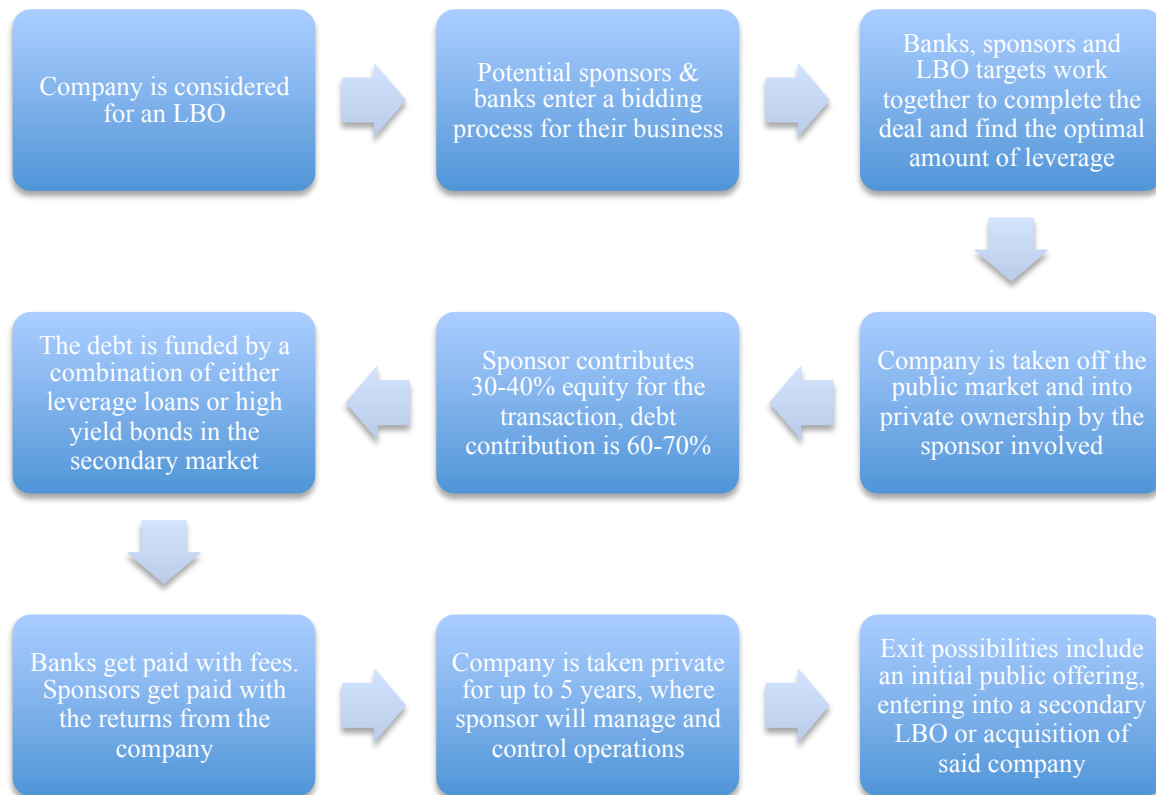 Company is considered
for an LBO
Potential sponsors &
banks enter a bidding
process for their business
Banks, sponsors and
LBO targets work
together to complete the
deal and find the optimal
amount of leverage
Company is taken off the
public market and into
private ownership by the
sponsor involved
Sponsor contributes
30-40% equity for the
transaction, debt
contribution is 60-70%
The debt is funded by a
combination of either
leverage loans or high
yield bonds in the
secondary market
Banks get paid with fees.
Sponsors get paid with
the returns from the
company
Company is taken private
for up to 5 years, where
sponsor will manage and
control operations
Exit possibilities include
an initial public offering,
entering into a secondary
LBO or acquisition of
said company